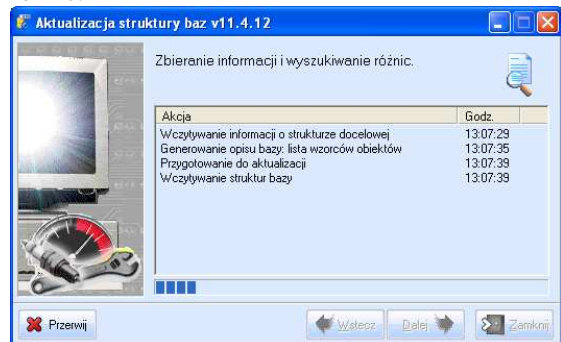 Aktualizacja struktury baz v11.4.12
Zbieranie informacji i wyszukiwanie różnic.
Akcja Godz.
Wczytywanie informacji o strukturze docelowej 13:07:29
Generowanie opisu bazy: lista wzorców obiektów 13:07:35
Przygotowanie do aktualizacji 13:07:39
Wczytywanie struktur bazy 13:07:39
Przerwij Wstecz Dalej Zamknij